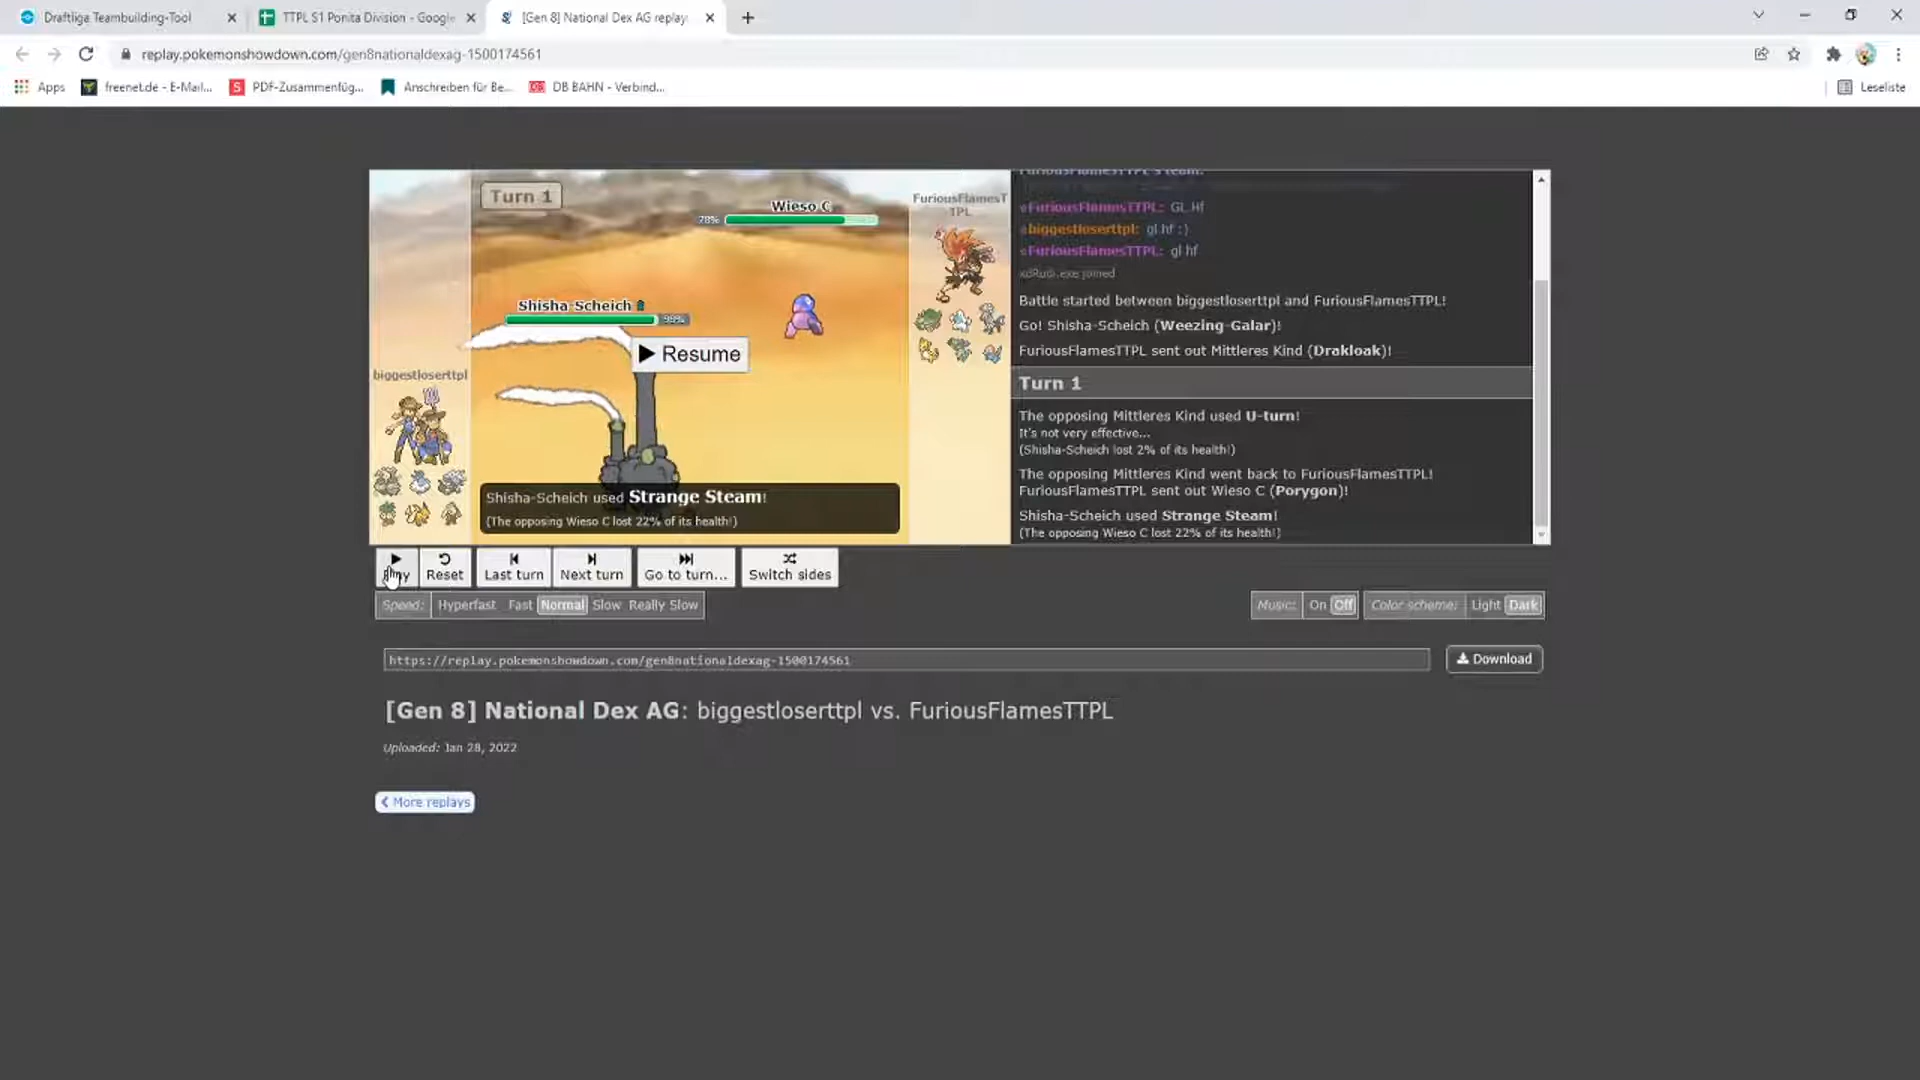 Draftliga Teambuilding-Tool
TTPL S1 Ponita Division - Google
[Gen 8] National Dex AG replay:
replay.pokemonshowdown.com/gen8nationaldexag-1500174561
Apps
freenet.de - E-Mail...
PDF-Zusammenfüg...
Anschreiben für Be...
DB BAHN - Verbind...
Leseliste
Turn 1
Wieso C
78%
Shisha-Scheich
98%
Resume
biggestloserttpl
FuriousFlamesT
TPL
Shisha-Scheich used Strange Steam!
(The opposing Wieso C lost 22% of its health!)
FuriousFlamesTTPL's team:
FuriousFlamesTTPL: GL Hf
biggestloserttpl: gl hf :)
FuriousFlamesTTPL: gl hf
xdRudi.exe joined
Battle started between biggestloserttpl and FuriousFlamesTTPL!
Go! Shisha-Scheich (Weezing-Galar)!
FuriousFlamesTTPL sent out Mittleres Kind (Drakloak)!
Turn 1
The opposing Mittleres Kind used U-turn!
It's not very effective...
(Shisha-Scheich lost 2% of its health!)
The opposing Mittleres Kind went back to FuriousFlamesTTPL!
FuriousFlamesTTPL sent out Wieso C (Porygon)!
Shisha-Scheich used Strange Steam!
(The opposing Wieso C lost 22% of its health!)
Play
Reset
Last turn
Next turn
Go to turn...
Switch sides
Speed:
Hyperfast
Fast
Normal
Slow
Really Slow
Music:
On
Off
Color scheme:
Light
Dark
https://replay.pokemonshowdown.com/gen8nationaldexag-1500174561
Download
[Gen 8] National Dex AG: biggestloserttpl vs. FuriousFlamesTTPL
Uploaded: Jan 28, 2022
More replays